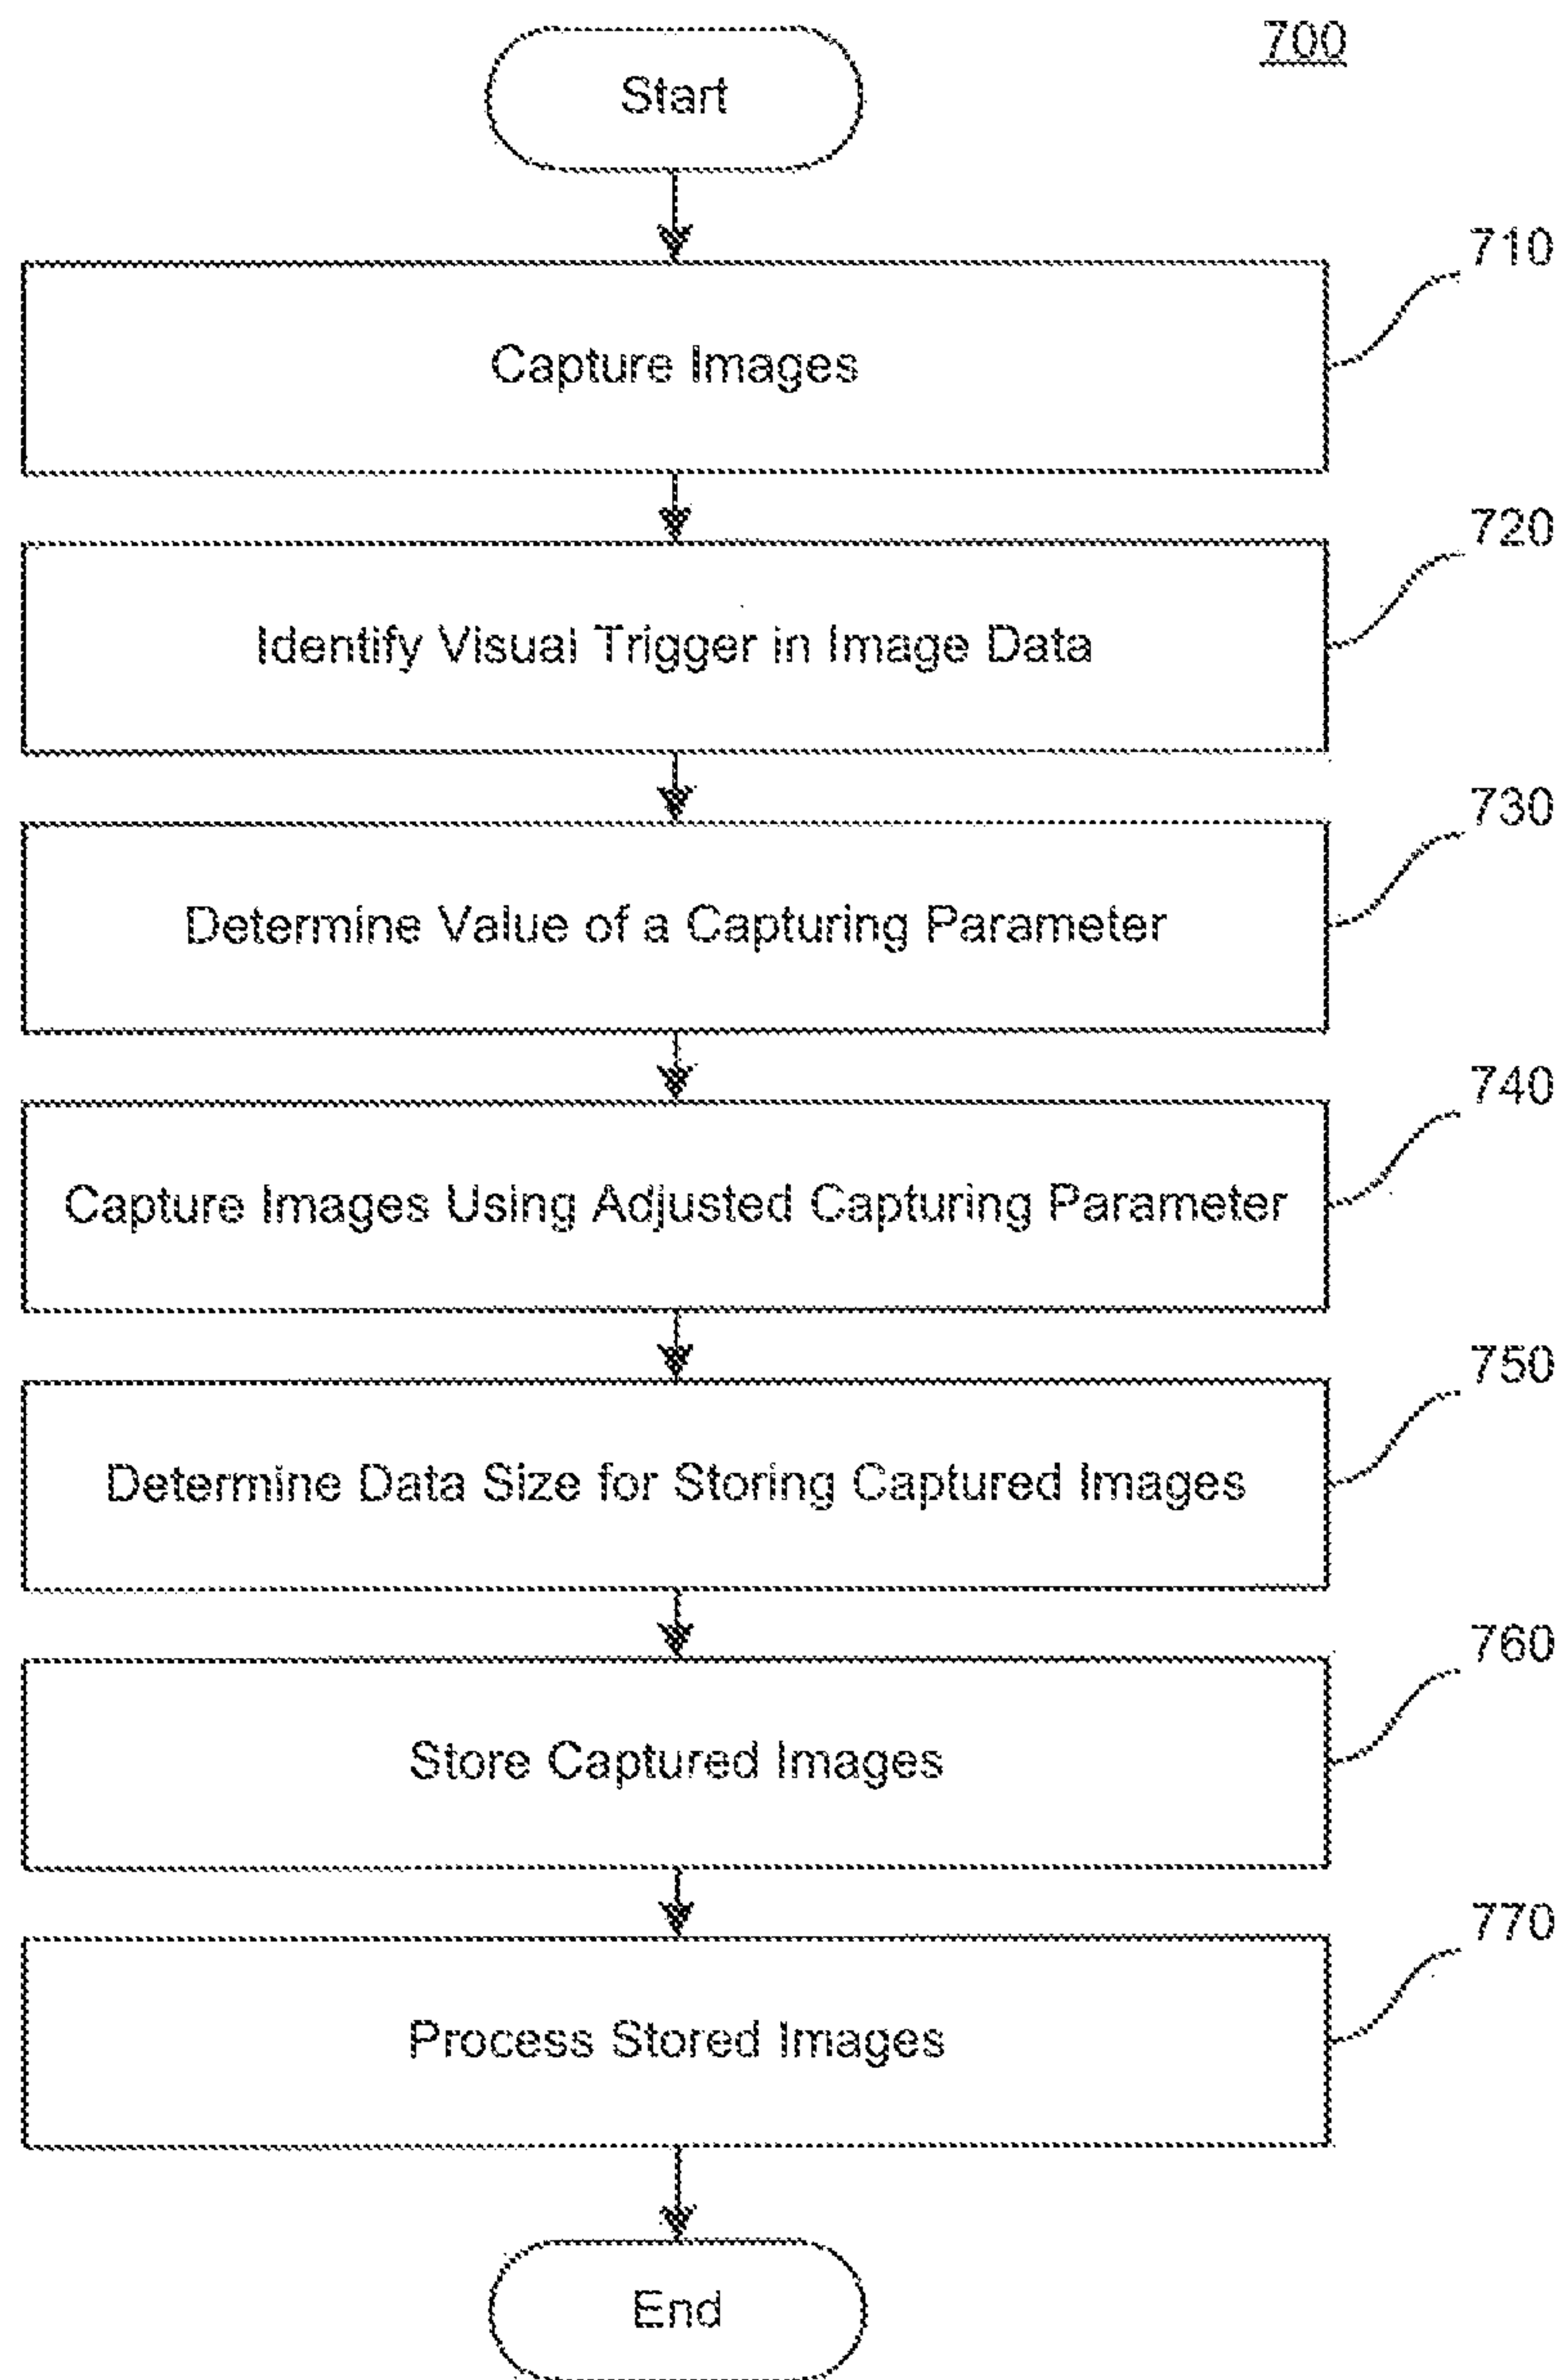 700
Start
710
Capture Images
720
Identify Visual Trigger in Image Data
730
Determine Value of a Capturing Parameter
740
Capture Images Using Adjusted Capturing Parameter
750
Determine Data Size for Storing Captured Images
760
Store Captured Images
770
Process Stored Images
End